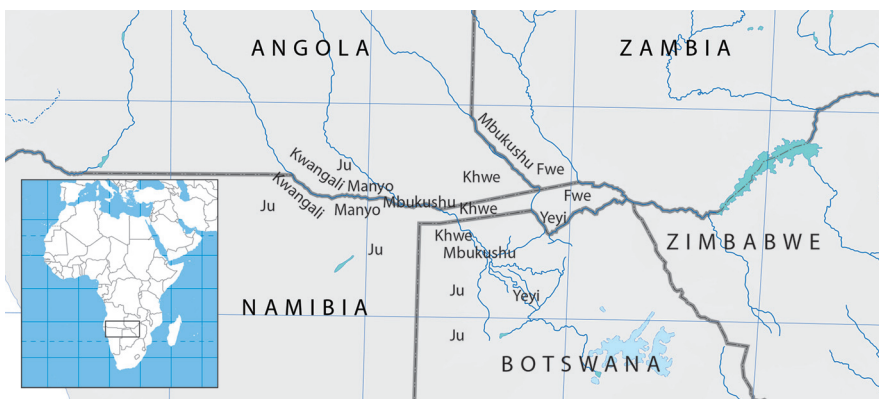 ANGOLA
ZAMBIA
Mbukushu
Kwangali
Ju
Fwe
Khwe
Kwangali
Manyo
Fwe
Ju
Manyo
Mbukushu
Khwe
Yeyi
Khwe
Ju
Mbukushu
ZIMBABWE
Ju
Yeyi
NAMIBIA
Ju
BOTSWANA